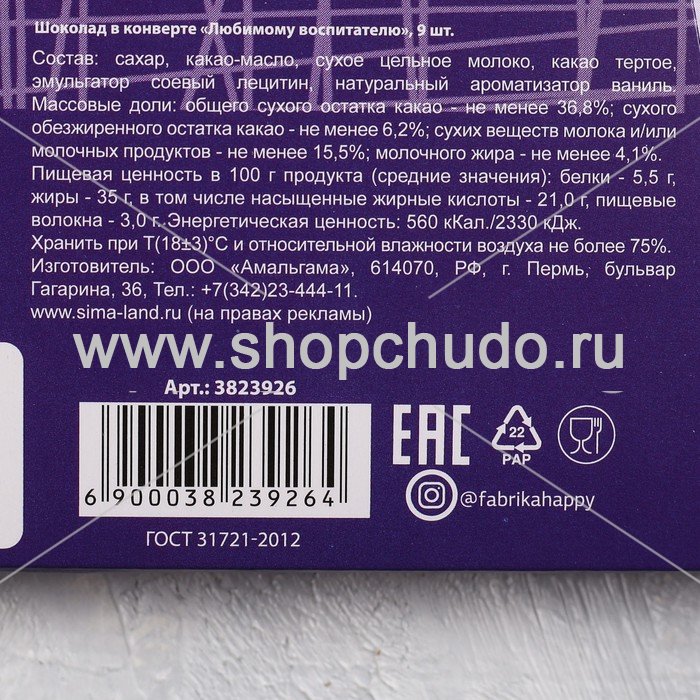 Шоколад в конверте «Любимому воспитателю», 9 шт.
Состав: сахар, какао-масло, сухое цельное молоко, какао тертое,
эмульгатор соевый лецитин, натуральный ароматизатор ваниль.
Массовые доли: общего сухого остатка какао - не менее 36,8%; сухого
обезжиренного остатка какао - не менее 6,2%; сухих веществ молока и/или
молочных продуктов - не менее 15,5%; молочного жира - не менее 4,1%.
Пищевая ценность в 100 г продукта (средние значения): белки - 5,5 г,
жиры - 35 г, в том числе насыщенные жирные кислоты - 21,0 г, пищевые
волокна - 3,0 г. Энергетическая ценность: 560 кКал./2330 кДж.
Хранить при Т(18±3)°С и относительной влажности воздуха не более 75%.
Изготовитель: ООО «Амальгама», 614070, РФ, г. Пермь, бульвар
Гагарина, 36, Тел.: +7(342)23-444-11.
www.sima-land.ru (на правах рекламы)
www.shopchudo.ru
Арт.: 3823926
6 900038 239264
ГОСТ 31721-2012
EAC
22
PAP
@fabrikahappy